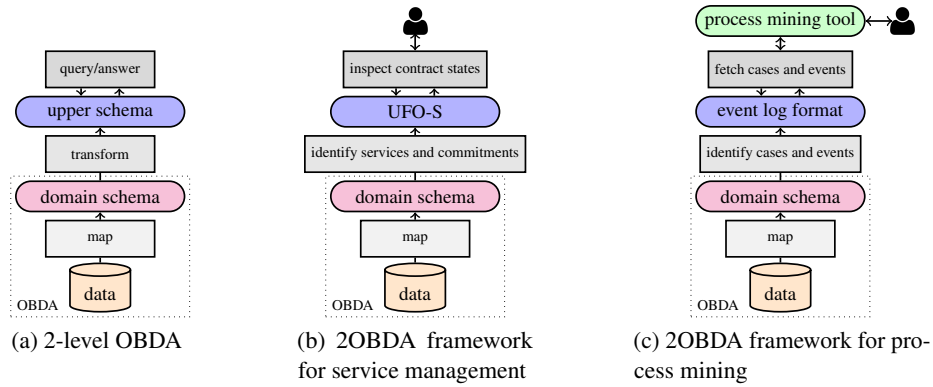 query/answer
upper schema
transform
domain schema
map
data
OBDA
(a) 2-level OBDA
inspect contract states
UFO-S
identify services and commitments
domain schema
map
data
OBDA
(b) 2OBDA framework
for service management
process mining tool
fetch cases and events
event log format
identify cases and events
domain schema
map
data
OBDA
(c) 2OBDA framework for pro-
cess mining